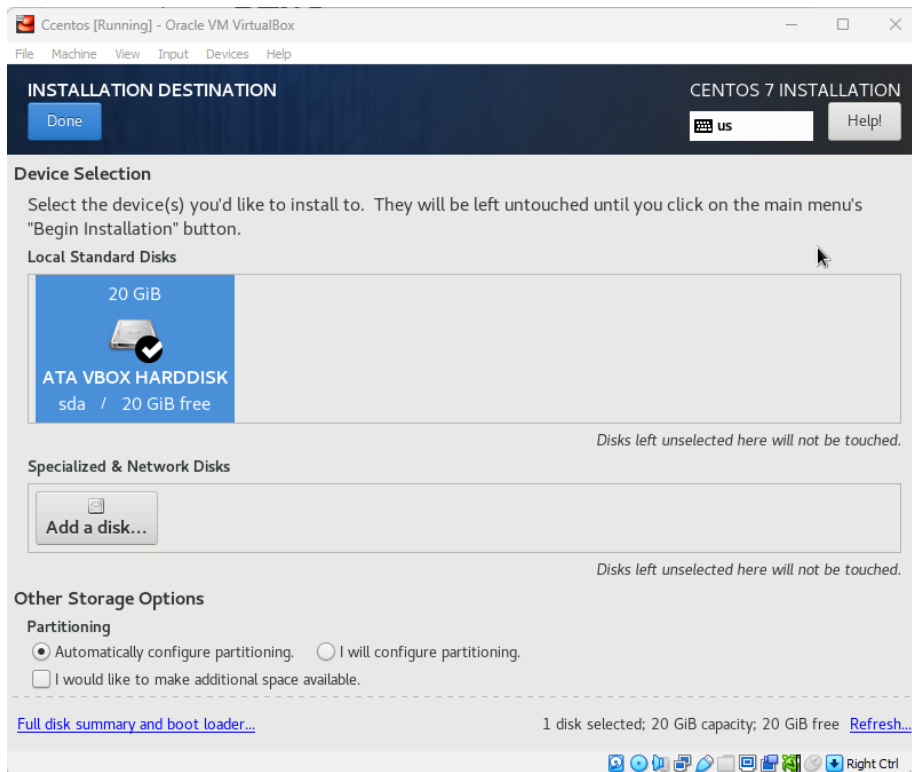 Ccentos [Running] - Oracle VM VirtualBox
File Machine View Input Devices Help
INSTALLATION DESTINATION
CENTOS 7 INSTALLATION
Done
us
Help!
Device Selection
Select the device(s) you'd like to install to. They will be left untouched until you click on the main menu's
"Begin Installation" button.
Local Standard Disks
20 GiB
ATA VBOX HARDDISK
sda / 20 GiB free
Disks left unselected here will not be touched.
Specialized & Network Disks
Add a disk...
Disks left unselected here will not be touched.
Other Storage Options
Partitioning
Automatically configure partitioning. I will configure partitioning.
I would like to make additional space available.
Full disk summary and boot loader...
1 disk selected; 20 GiB capacity; 20 GiB free Refresh...
Right Ctrl